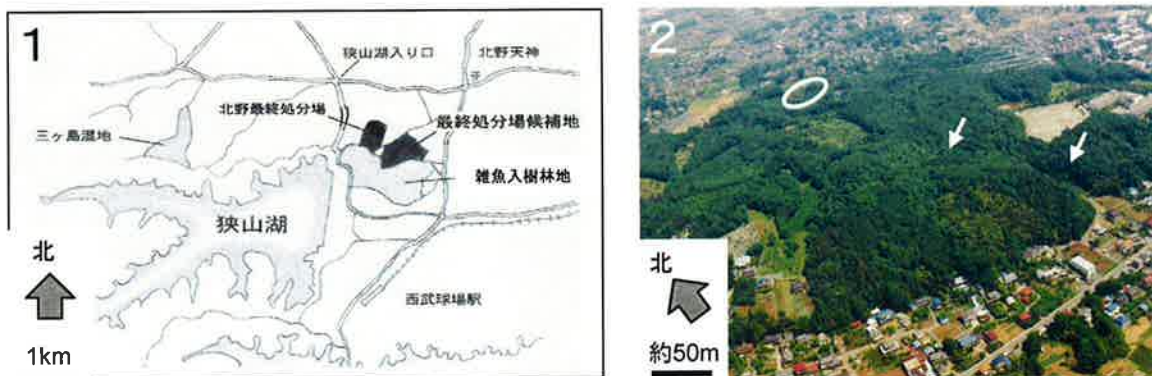 1
狭山湖入り口
北野天神
北野最終処分場
最終処分場候補地
三ヶ島湿地
雑魚入樹林地
狭山湖
北
西武球場駅
1km
2
北
約50m